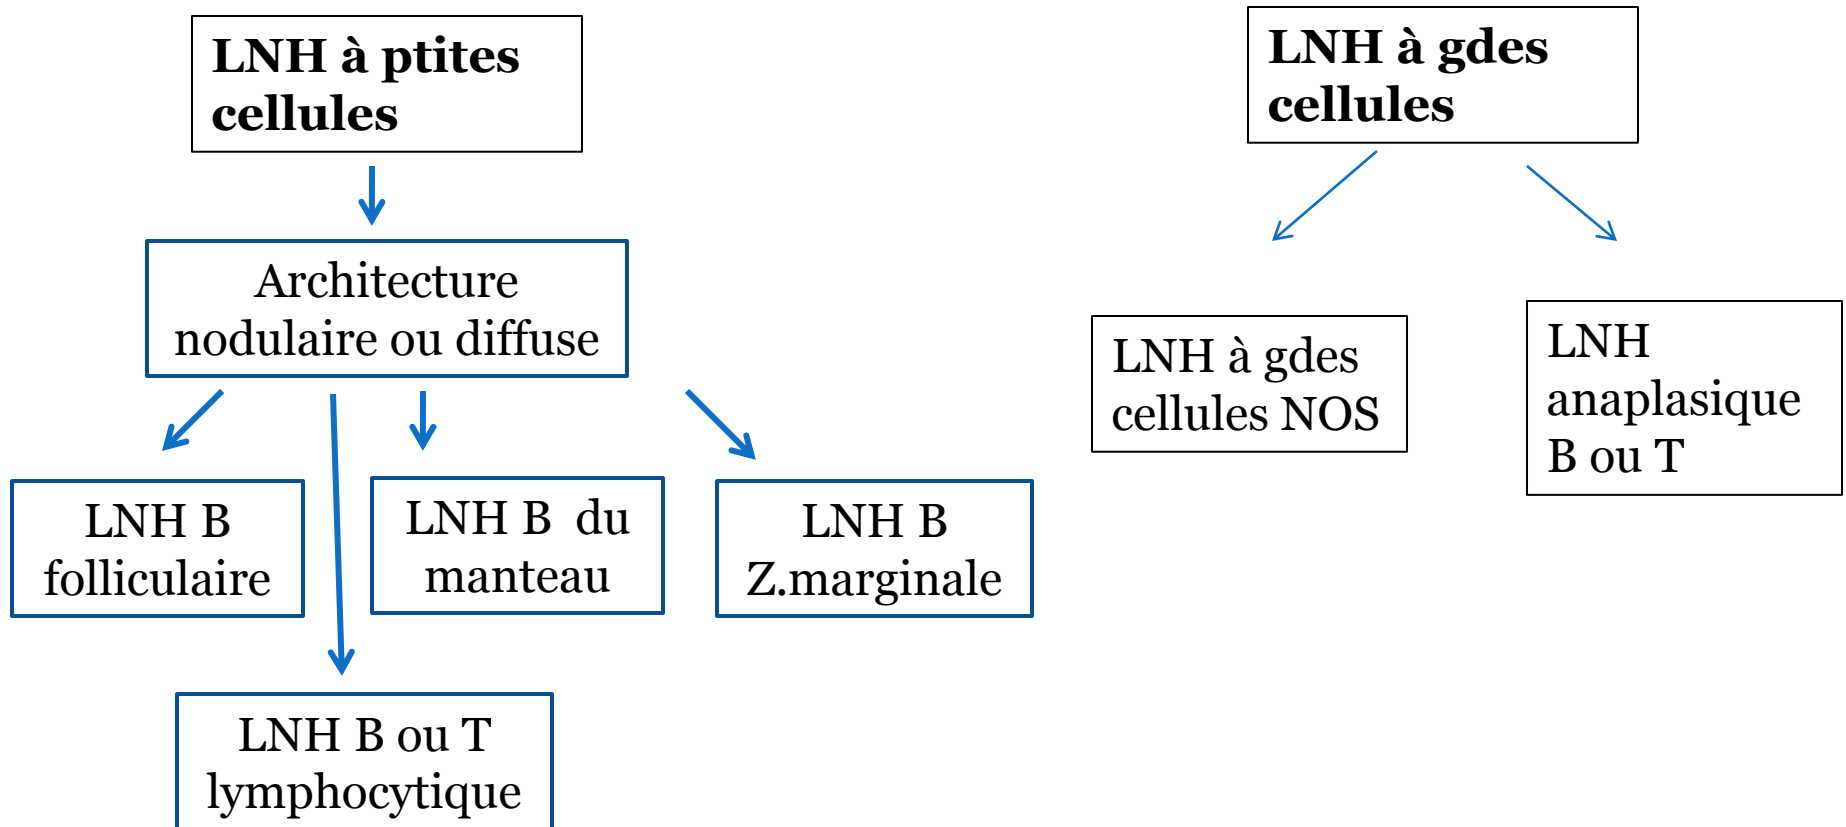 LNH à ptites
cellules
LNH à gdes
cellules
Architecture
nodulaire ou diffuse
LNH à gdes
cellules NOS
LNH
anaplasique
B ou T
LNH B
folliculaire
LNH B  du
manteau
LNH B
Z.marginale
LNH B ou T
lymphocytique